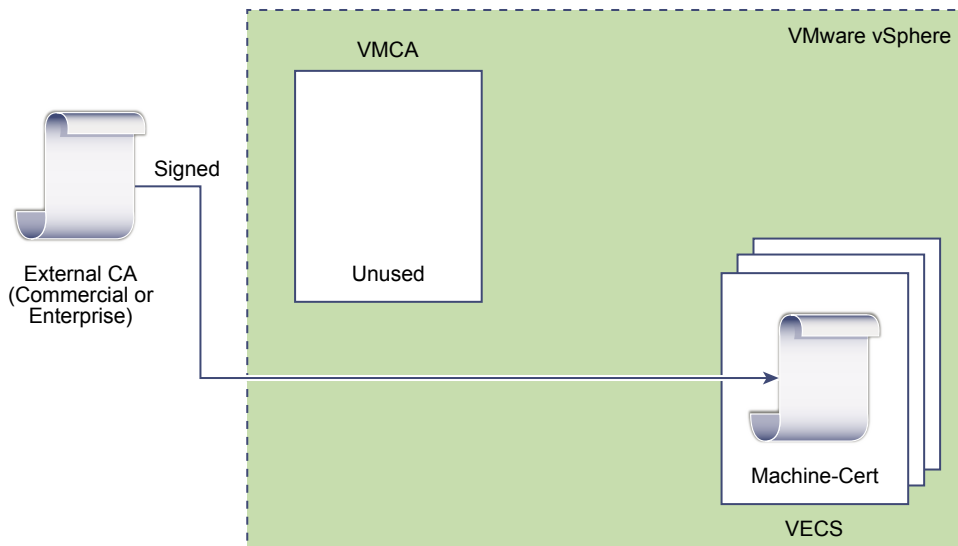 VMware vSphere
VMCA
Signed
Unused
External CA
(Commercial or
Enterprise)
Machine-Cert
VECS